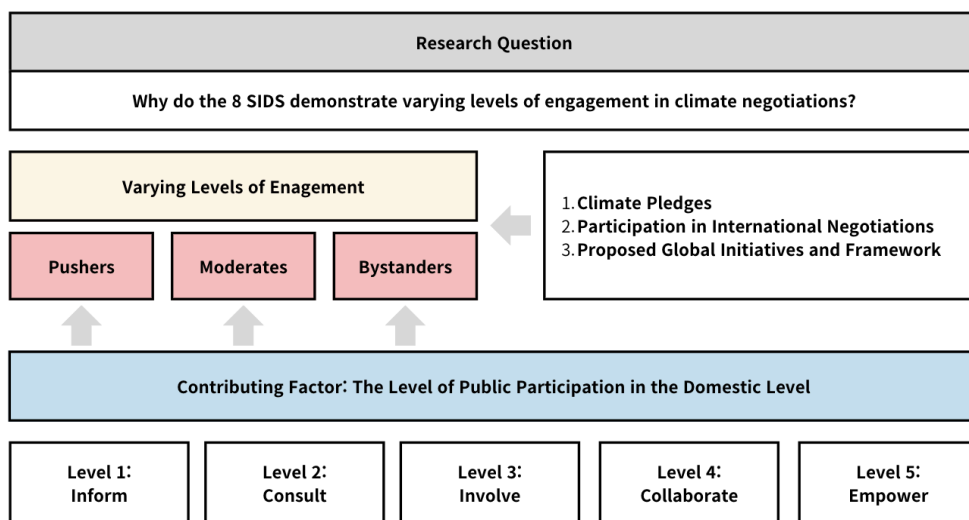 Research Question
Why do the 8 SIDS demonstrate varying levels of engagement in climate negotiations?
Varying Levels of Enagement
Pushers
Moderates
Bystanders
1. Climate Pledges
2. Participation in International Negotiations
3. Proposed Global Initiatives and Framework
Contributing Factor: The Level of Public Participation in the Domestic Level
Level 1:
Inform
Level 2:
Consult
Level 3:
Involve
Level 4:
Collaborate
Level 5:
Empower